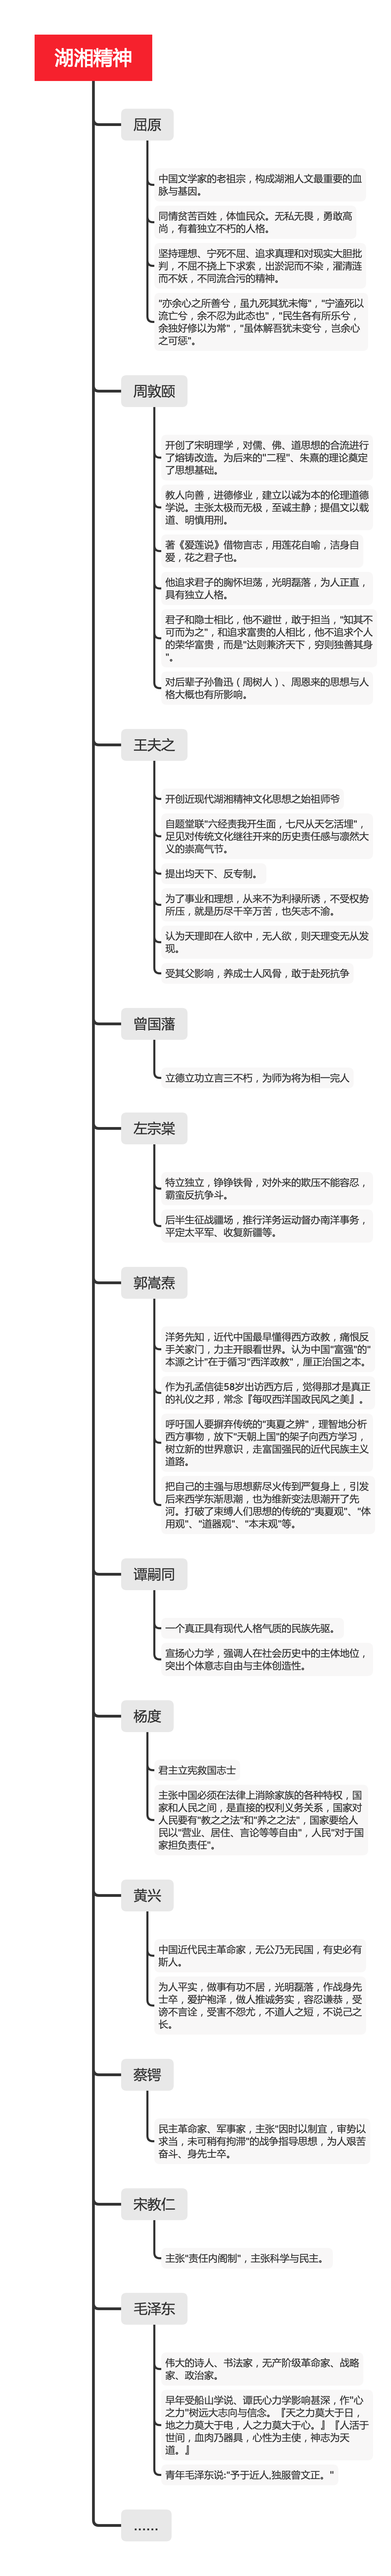 湖湘精神
屈原
中国文学家的老祖宗，构成湖湘人文最重要的血
脉与基因。
同情贫苦百姓，体恤民众。无私无畏，勇敢高
尚，有着独立不朽的人格。
坚持理想、宁死不屈、追求真理和对现实大胆批
判，不屈不挠上下求索，出淤泥而不染，濯清涟
而不妖，不同流合污的精神。
"亦余心之所善兮，虽九死其犹未悔"，"宁溘死以
流亡兮，余不忍为此态也"，"民生各有所乐兮，
余独好修以为常"，"虽体解吾犹未变兮，岂余心
之可惩"。
周敦颐
开创了宋明理学，对儒、佛、道思想的合流进行
了熔铸改造。为后来的"二程"、朱熹的理论奠定
了思想基础。
教人向善，进德修业，建立以诚为本的伦理道德
学说。主张太极而无极，至诚主静；提倡文以载
道、明慎用刑。
著《爱莲说》借物言志，用莲花自喻，洁身自
爱，花之君子也。
他追求君子的胸怀坦荡，光明磊落，为人正直，
具有独立人格。
君子和隐士相比，他不避世，敢于担当，"知其不
可而为之"，和追求富贵的人相比，他不追求个人
的荣华富贵，而是"达则兼济天下，穷则独善其身
"。
对后辈子孙鲁迅（周树人）、周恩来的思想与人
格大概也有所影响。
王夫之
开创近现代湖湘精神文化思想之始祖师爷
自题堂联"六经责我开生面，七尺从天乞活埋"，
足见对传统文化继往开来的历史责任感与凛然大
义的崇高气节。
提出均天下、反专制。
为了事业和理想，从来不为利禄所诱，不受权势
所压，就是历尽千辛万苦，也矢志不渝。
认为天理即在人欲中，无人欲，则天理变无从发
现。
受其父影响，养成士人风骨，敢于赴死抗争
曾国藩
立德立功立言三不朽，为师为将为相一完人
左宗棠
特立独立，铮铮铁骨，对外来的欺压不能容忍，
霸蛮反抗争斗。
后半生征战疆场，推行洋务运动督办南洋事务，
平定太平军、收复新疆等。
郭嵩焘
洋务先知，近代中国最早懂得西方政教，痛恨反
手关家门，力主开眼看世界。认为中国"富强"的"
本源之计"在于循习"西洋政教"，厘正治国之本。
作为孔孟信徒58岁出访西方后，觉得那才是真正
的礼仪之邦，常念『每叹西洋国政民风之美』。
呼吁国人要摒弃传统的"夷夏之辨"，理智地分析
西方事物，放下"天朝上国"的架子向西方学习，
树立新的世界意识，走富国强民的近代民族主义
道路。
把自己的主强与思想薪尽火传到严复身上，引发
后来西学东渐思潮，也为维新变法思潮开了先
河。打破了束缚人们思想的传统的"夷夏观"、"体
用观"、"道器观"、"本末观"等。
谭嗣同
一个真正具有现代人格气质的民族先驱。
宣扬心力学，强调人在社会历史中的主体地位，
突出个体意志自由与主体创造性。
杨度
君主立宪救国志士
主张中国必须在法律上消除家族的各种特权，国
家和人民之间，是直接的权利义务关系，国家对
人民要有"教之之法"和"养之之法"，国家要给人
民以"营业、居住、言论等等自由"，人民"对于国
家担负责任"。
黄兴
中国近代民主革命家，无公乃无民国，有史必有
斯人。
为人平实，做事有功不居，光明磊落，作战身先
士卒，爱护袍泽，做人推诚务实，容忍谦恭，受
谤不言诠，受害不怨尤，不道人之短，不说己之
长。
蔡锷
民主革命家、军事家，主张"因时以制宜，审势以
求当，未可稍有拘滞"的战争指导思想，为人艰苦
奋斗、身先士卒。
宋教仁
主张"责任内阁制"，主张科学与民主。
毛泽东
伟大的诗人、书法家，无产阶级革命家、战略
家、政治家。
早年受船山学说、谭氏心力学影响甚深，作"心
之力"树远大志向与信念。『天之力莫大于日，
地之力莫大于电，人之力莫大于心。』『人活于
世间，血肉乃器具，心性为主使，神志为天
道。』
青年毛泽东说:"予于近人,独服曾文正。"
……